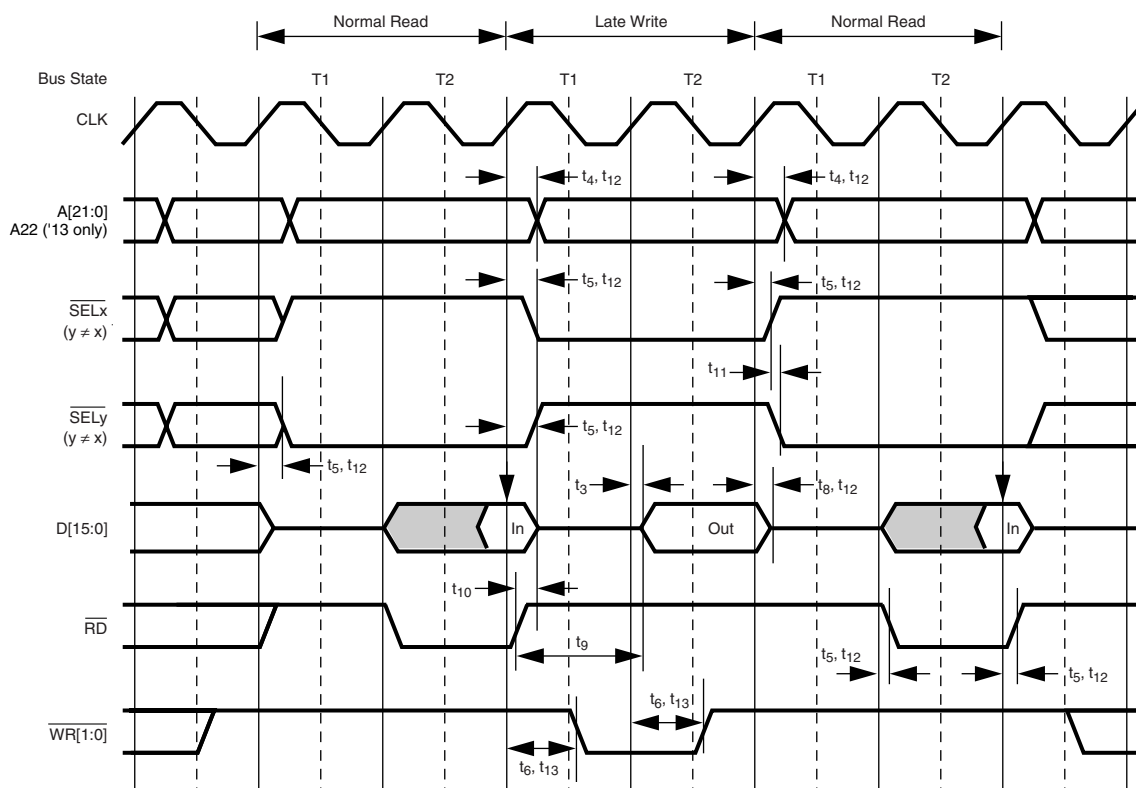 Normal Read Late Write Normal Read
Bus State T1 T2 T1 T2 T1 T2
CLK
t4, t12 t4, t12
A[21:0]
A22 ('13 only)
t5, t12 t5, t12
SELx
(y ≠ x)
t11
SELy
(y ≠ x)
t5, t12
t5, t12
t3 t8, t12
D[15:0] In Out In
t10
RD
t9
t5, t12 t5, t12
t6, t13
WR[1:0]
t6, t13